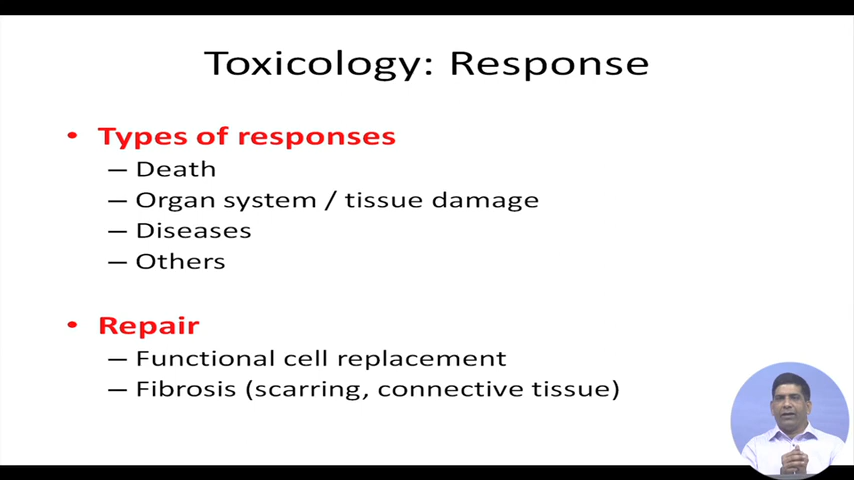 Toxicology: Response
• Types of responses
– Death
– Organ system / tissue damage
– Diseases
– Others
• Repair
– Functional cell replacement
– Fibrosis (scarring, connective tissue)